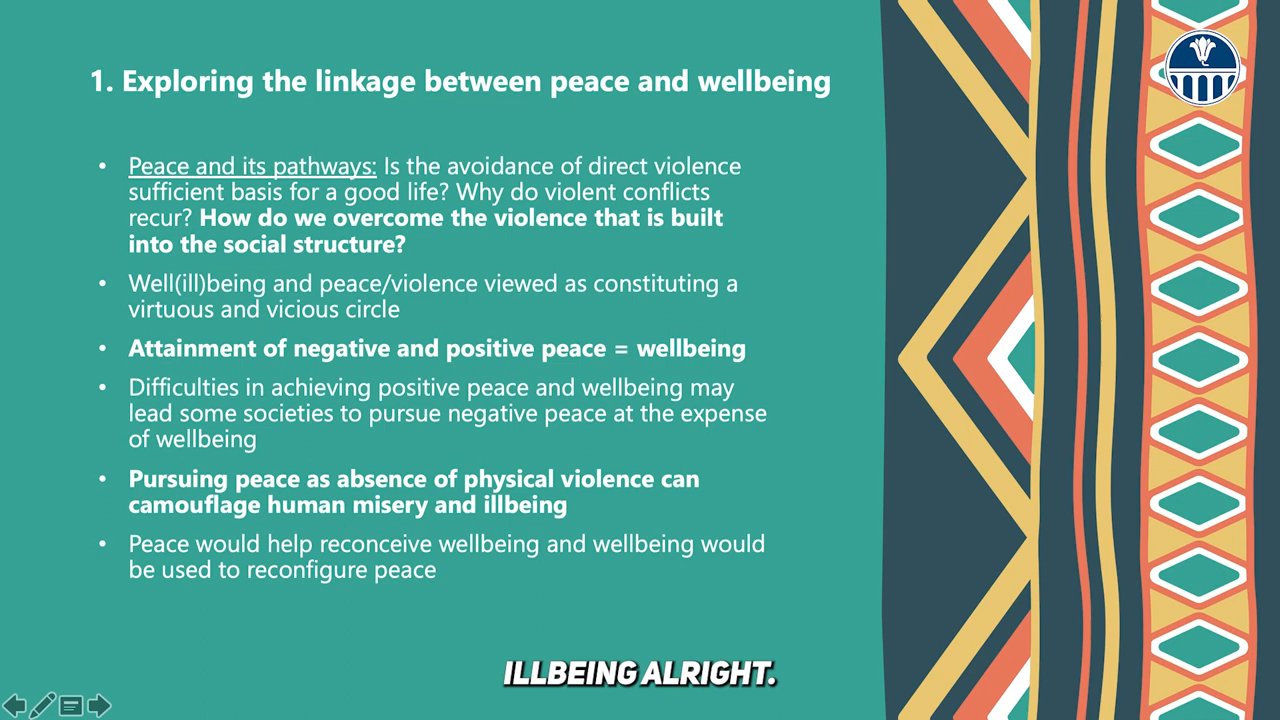 1. Exploring the linkage between peace and wellbeing
• Peace and its pathways: Is the avoidance of direct violence
sufficient basis for a good life? Why do violent conflicts
recur? How do we overcome the violence that is built
into the social structure?
• Well(ill)being and peace/violence viewed as constituting a
virtuous and vicious circle
• Attainment of negative and positive peace = wellbeing
• Difficulties in achieving positive peace and wellbeing may
lead some societies to pursue negative peace at the expense
of wellbeing
• Pursuing peace as absence of physical violence can
camouflage human misery and illbeing
• Peace would help reconceive wellbeing and wellbeing would
be used to reconfigure peace
ILLBEING ALRIGHT.